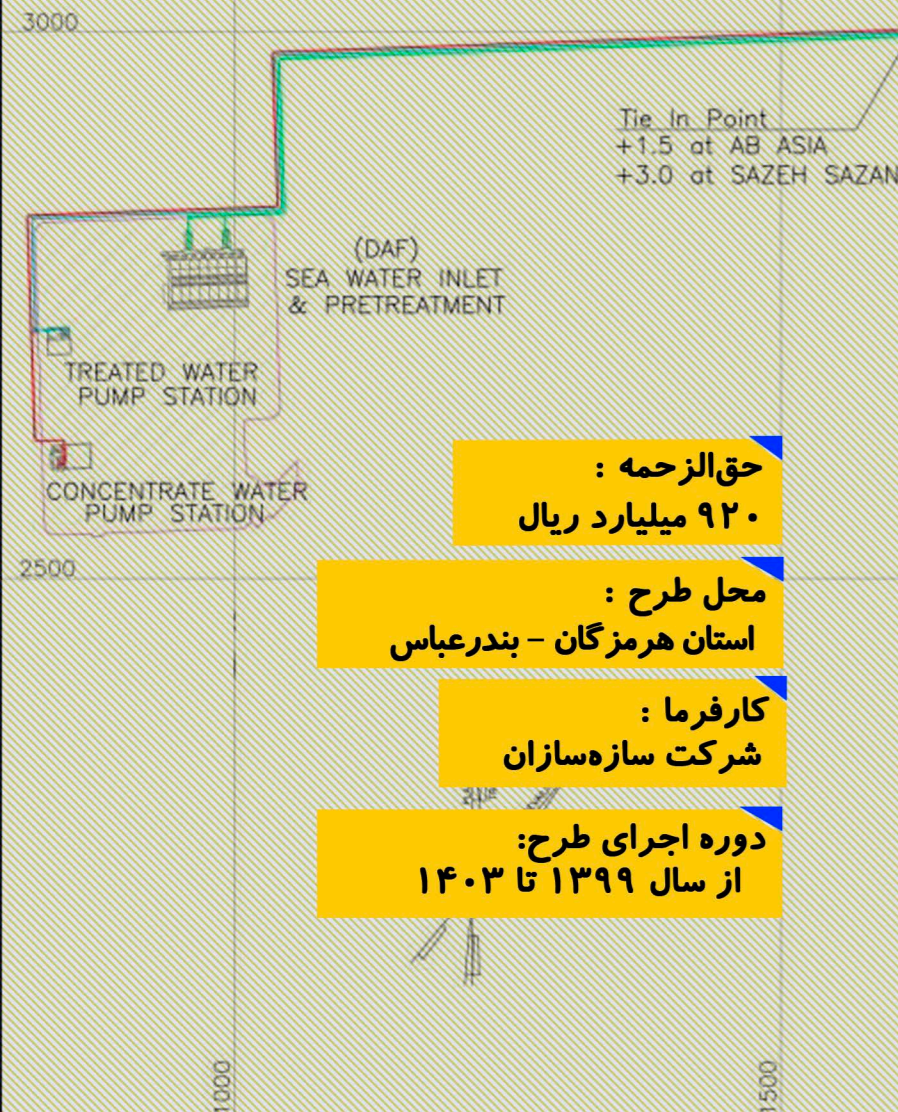 3000
Tie In Point
+1.5 at AB ASIA
+3.0 at SAZEH SAZAN
(DAF)
SEA WATER INLET
& PRETREATMENT
TREATED WATER
PUMP STATION
CONCENTRATE WATER
PUMP STATION
2500
حق‌الزحمه :
۹۲۰ میلیارد ریال
محل طرح :
استان هرمزگان – بندرعباس
کارفرما :
شرکت سازه‌سازان
دوره اجرای طرح:
از سال ۱۳۹۹ تا ۱۴۰۳
1000
500